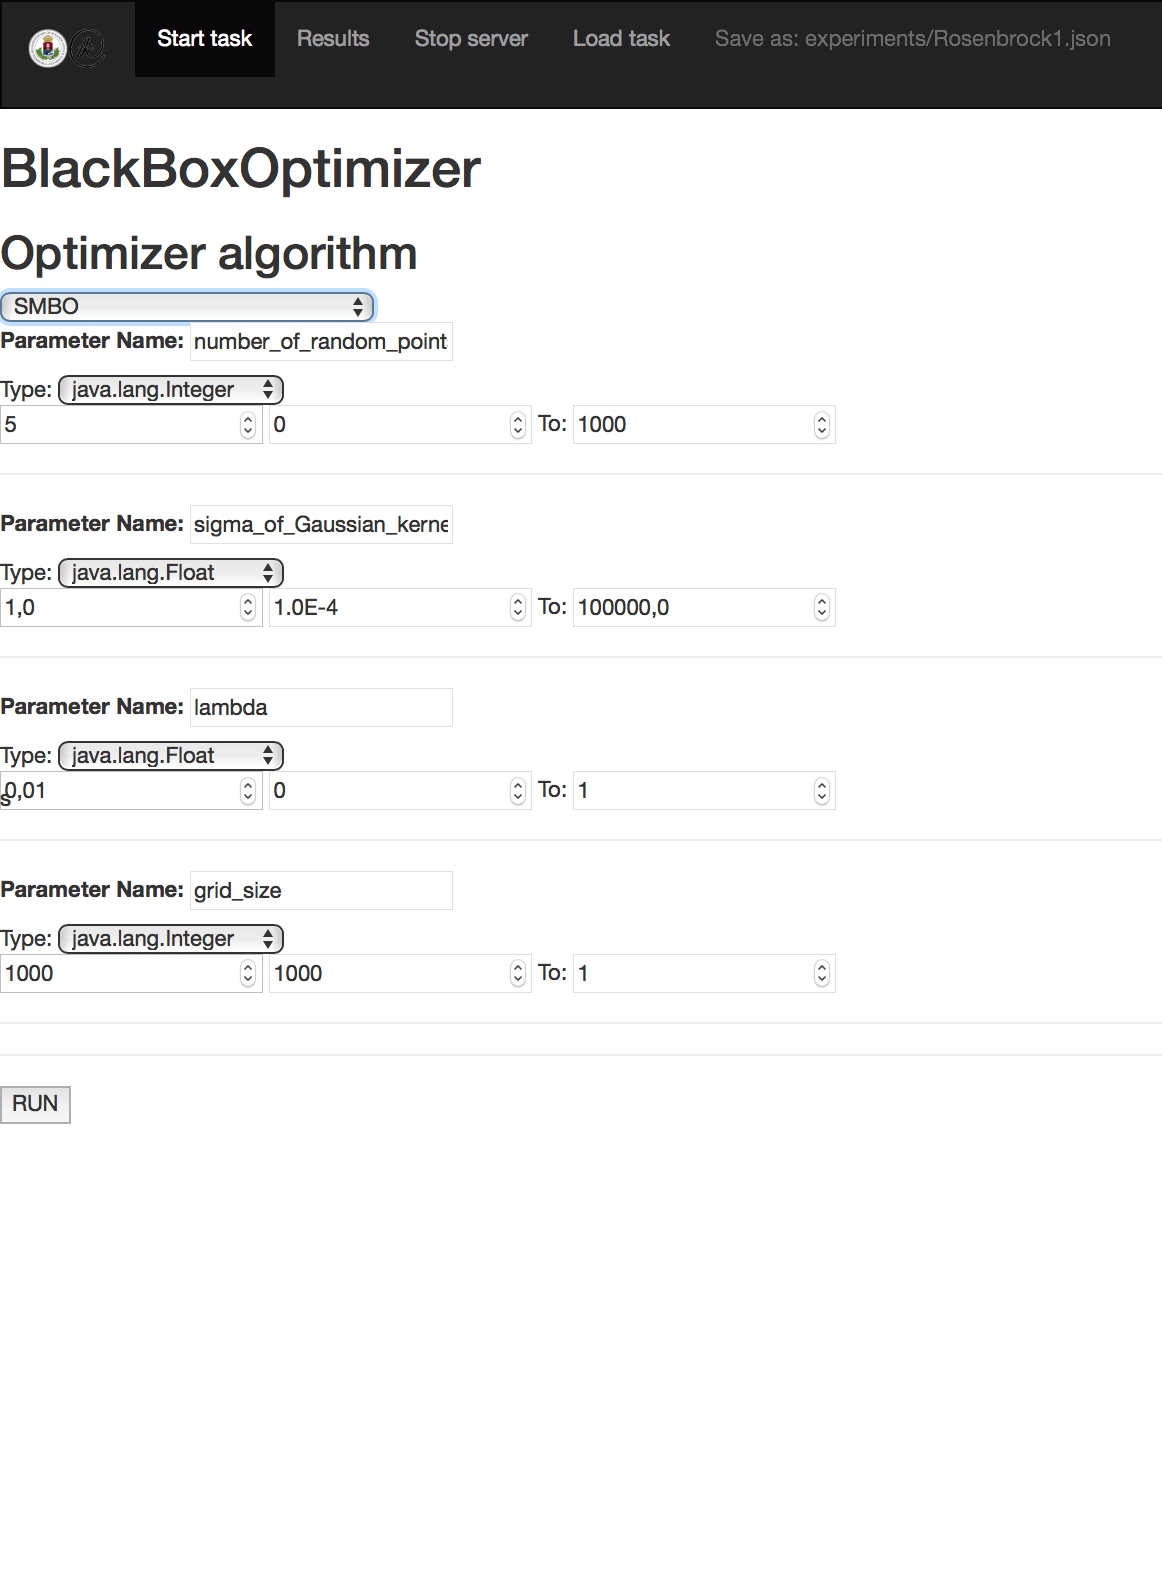 Start task Results Stop server Load task Save as: experiments/Rosenbrock1.json
BlackBoxOptimizer
Optimizer algorithm
SMBO
Parameter Name: number_of_random_point
Type: java.lang.Integer
5 0 To: 1000
Parameter Name: sigma_of_Gaussian_kerne
Type: java.lang.Float
1,0 1.0E-4 To: 100000,0
Parameter Name: lambda
Type: java.lang.Float
0,01 0 To: 1
s
Parameter Name: grid_size
Type: java.lang.Integer
1000 1000 To: 1
RUN